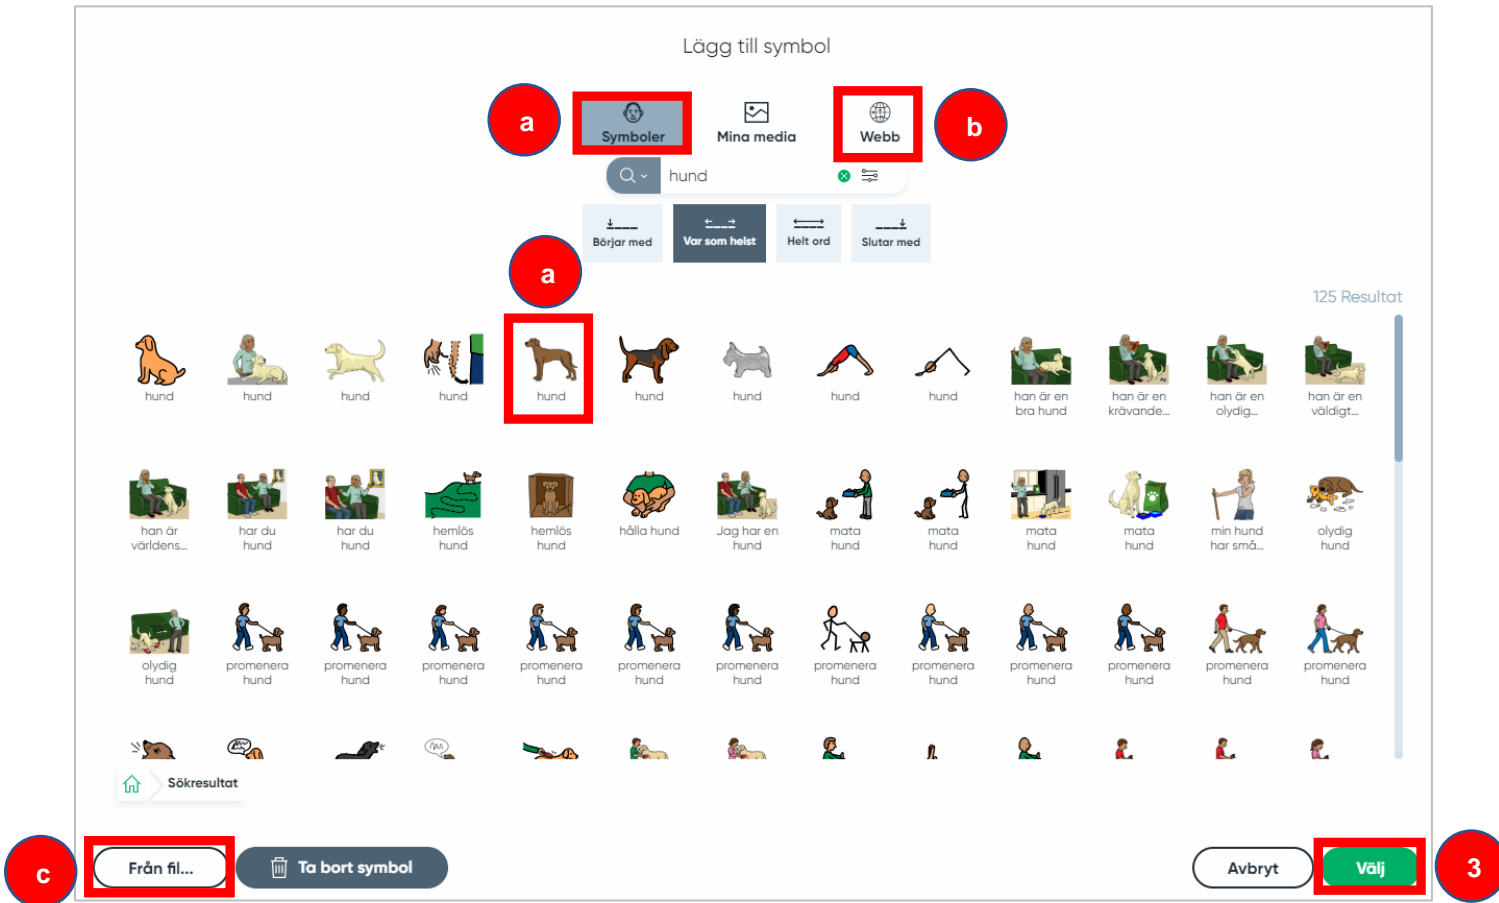 Lägg till symbol
a
Symboler
Mina media
Webb
b
hund
Börjar med
Var som helst
Helt ord
Slutar med
a
125 Resultat
hund
hund
hund
hund
hund
hund
hund
hund
hund
han är en
bra hund
han är en
krävande...
han är en
olydig...
han är en
väldigt...
han är
världens...
har du
hund
har du
hund
hemlös
hund
hemlös
hund
hålla hund
Jag har en
hund
mata
hund
mata
hund
mata
hund
mata
hund
min hund
har små...
olydig
hund
olydig
hund
promenera
hund
promenera
hund
promenera
hund
promenera
hund
promenera
hund
promenera
hund
promenera
hund
promenera
hund
promenera
hund
promenera
hund
promenera
hund
promenera
hund
Sökresultat
c
Från fil...
Ta bort symbol
Avbryt
Välj
3